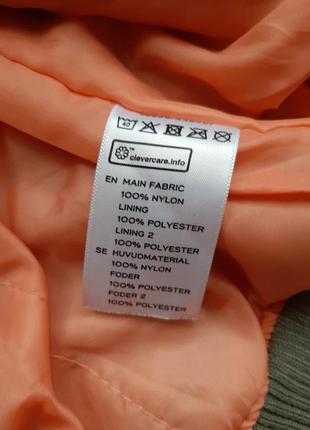 40
clevercare.info
EN MAIN FABRIC
100% NYLON
LINING
100% POLYESTER
LINING 2
100% POLYESTER
SE HUVUDMATERIAL
100% NYLON
FODER
100% POLYESTER
FODER 2
100% POLYESTER